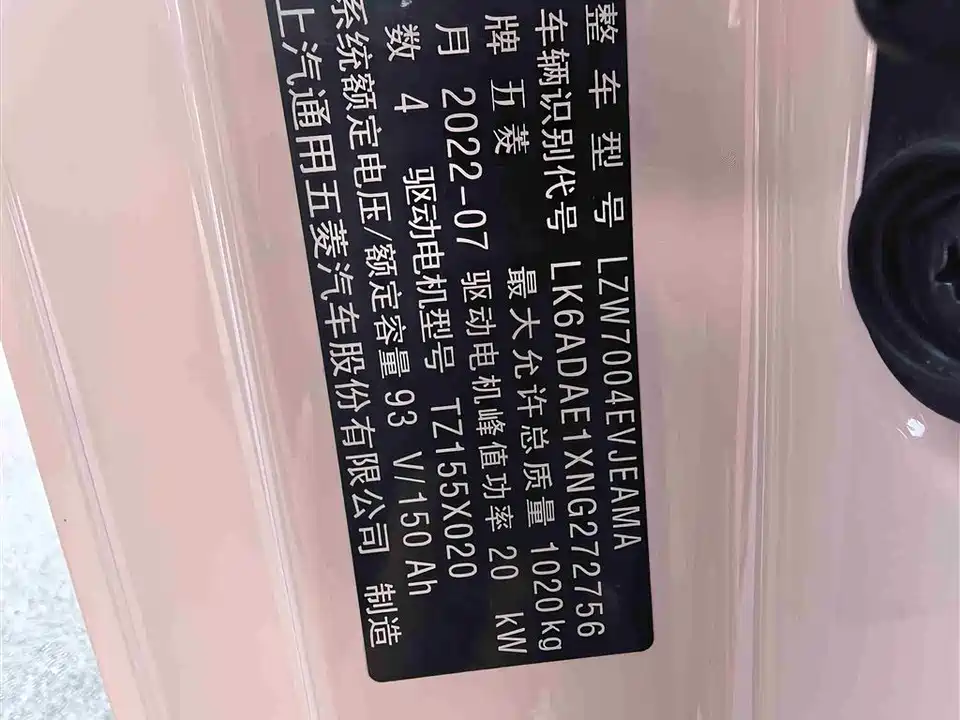 整车型号 LZW7004EVJEAMA
车辆识别代号 LK6ADAE1XNG272756
牌 五菱 最大允许总质量 1020kg
月 2022-07 驱动电机峰值功率 20 kW
数 4 驱动电机型号 TZ155X020
系统额定电压/额定容量 93 V/150 Ah
上汽通用五菱汽车股份有限公司 制造